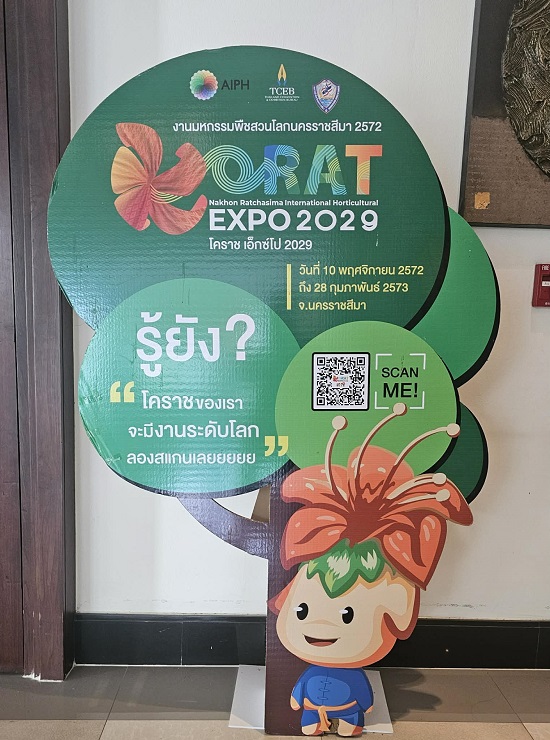 AIPH
TCEB
งานมหกรรมพืชสวนโลกนครราชสีมา 2572
KORAT
Nakhon Ratchasima International Horticultural
EXPO 2029
โคราช เอ็กซ์โป 2029
วันที่ 10 พฤศจิกายน 2572
ถึง 28 กุมภาพันธ์ 2573
จ.นครราชสีมา
รู้ยัง?
“ โคราชของเรา
จะมีงานระดับโลก
ลองสแกนเลยยยยย ”
SCAN
ME!